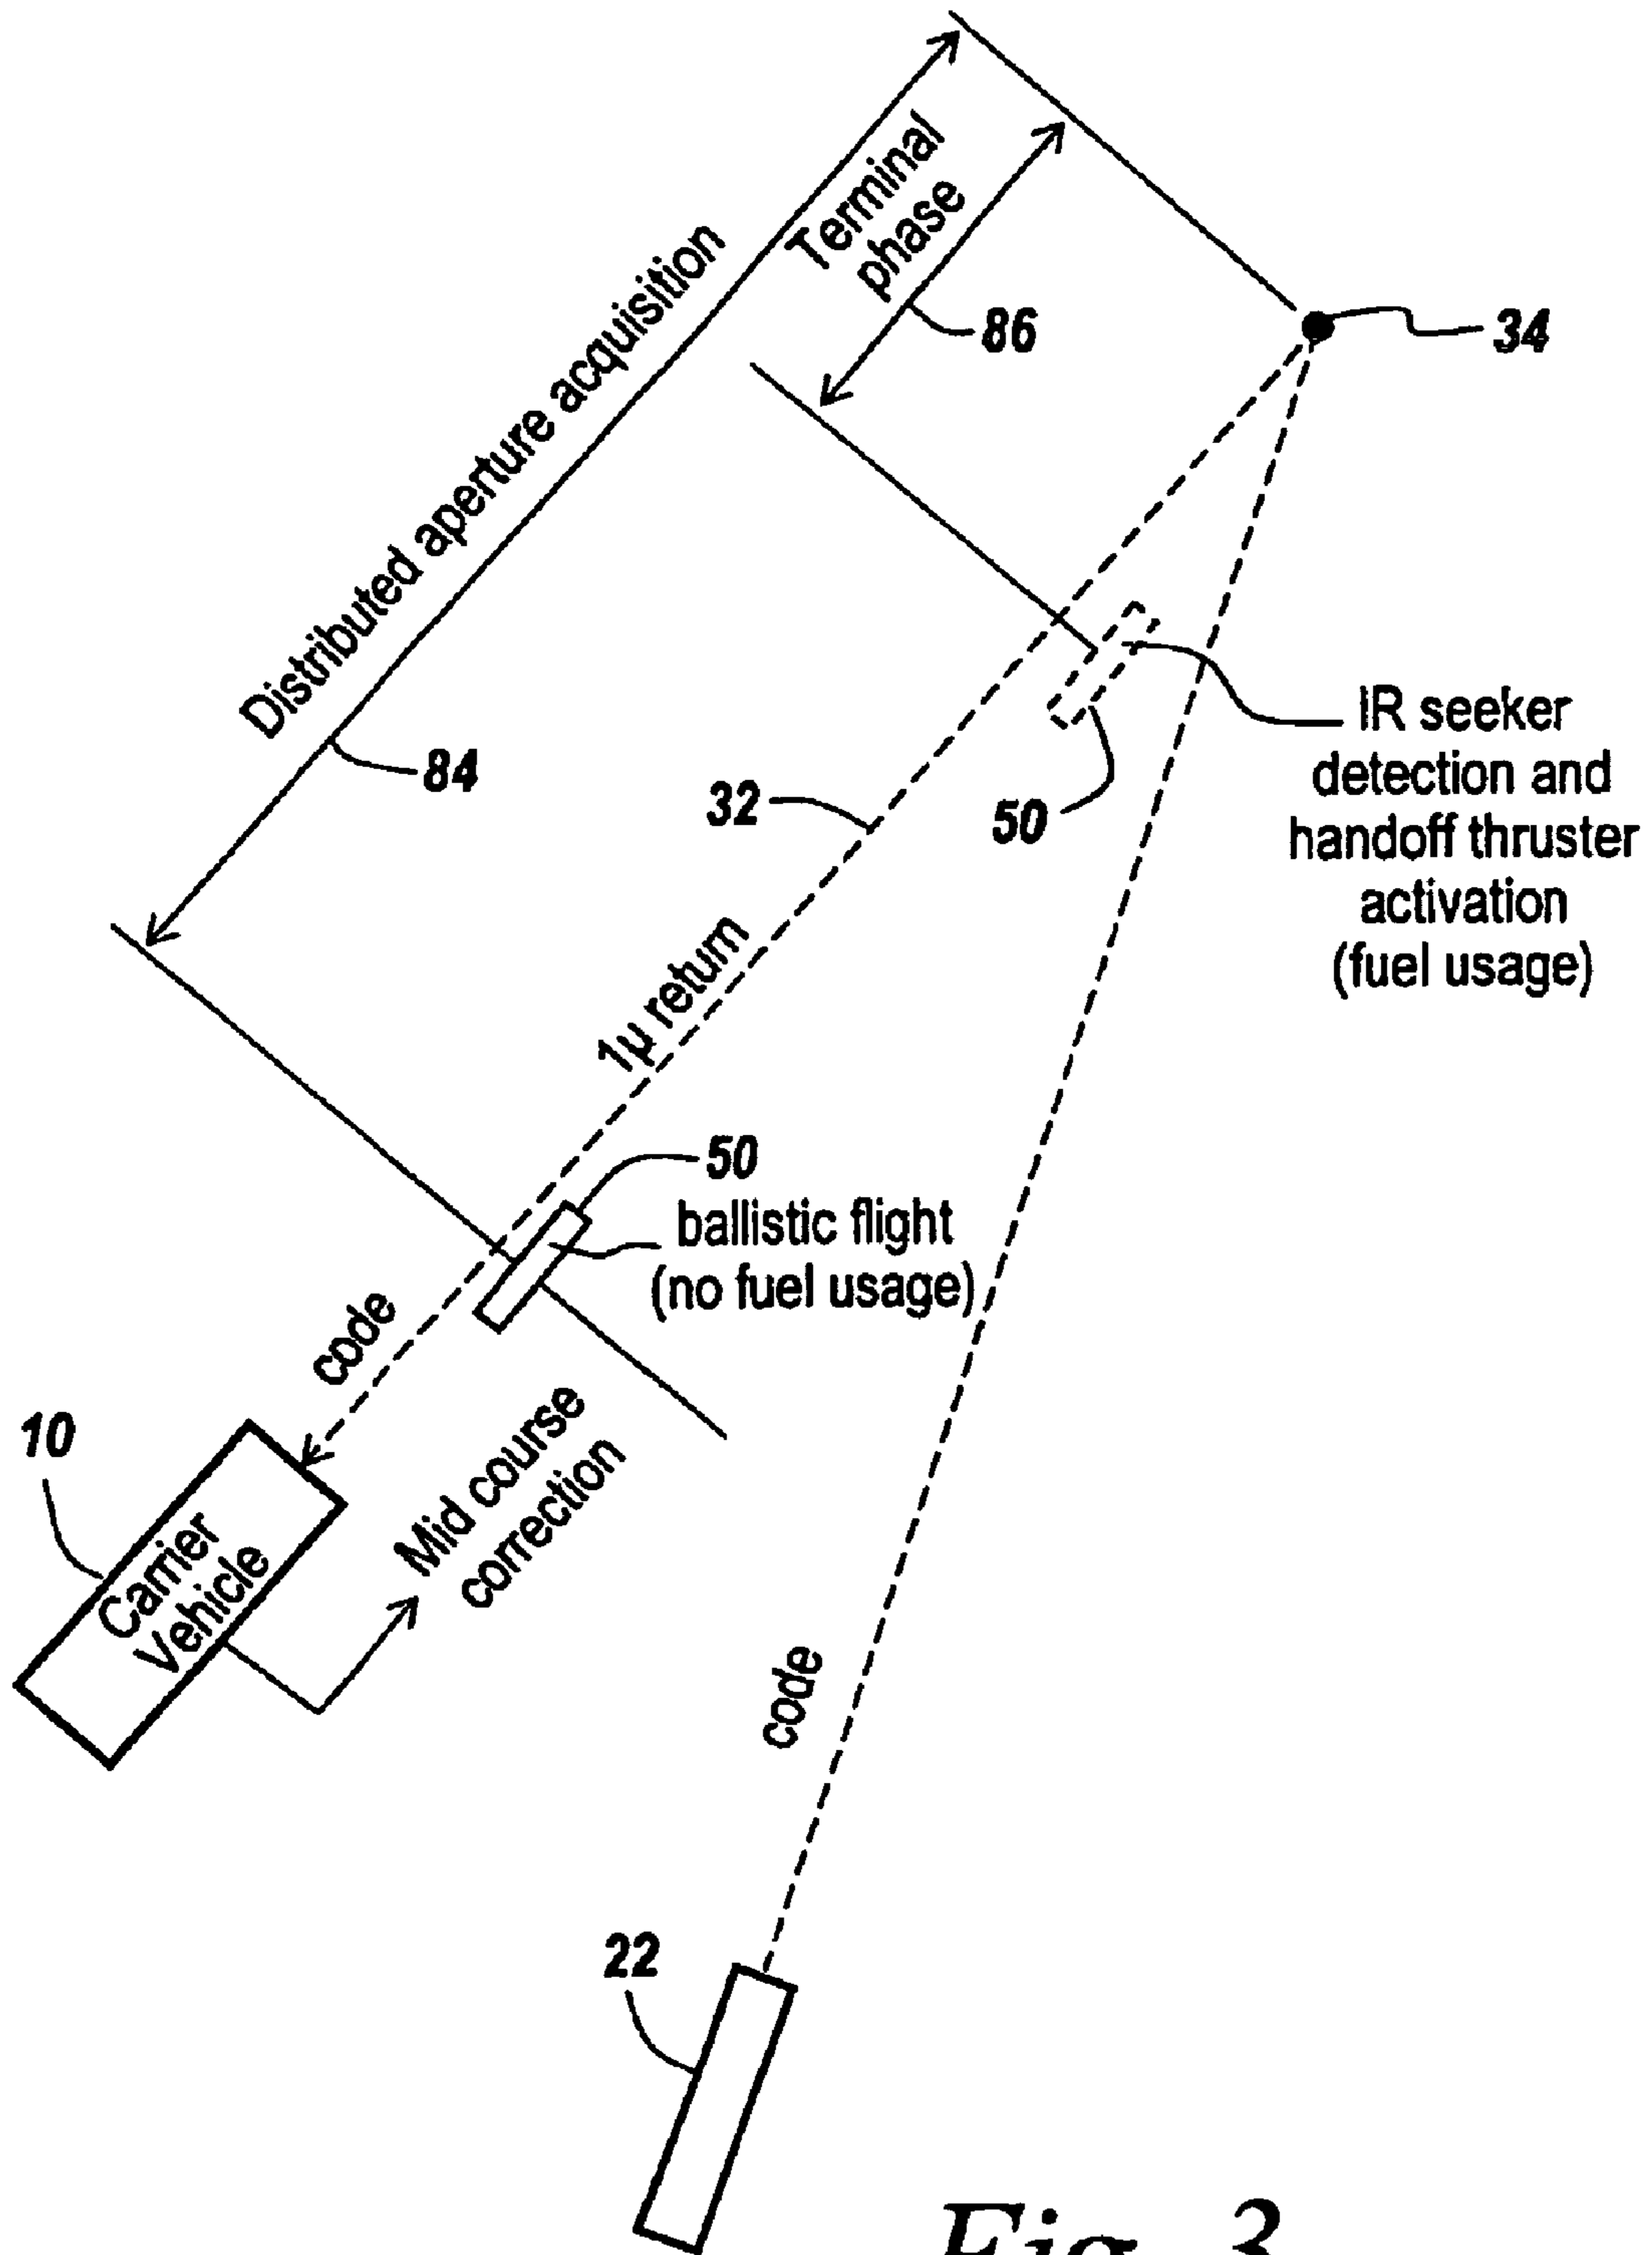 Distributed aperture acquisition
84
Terminal
phase
86
34
IR seeker
detection and
handoff thruster
activation
(fuel usage)
50
32
1µ return
50
ballistic flight
(no fuel usage)
code
10
Carrier
Vehicle
Mid course
correction
code
22
Fig. 3